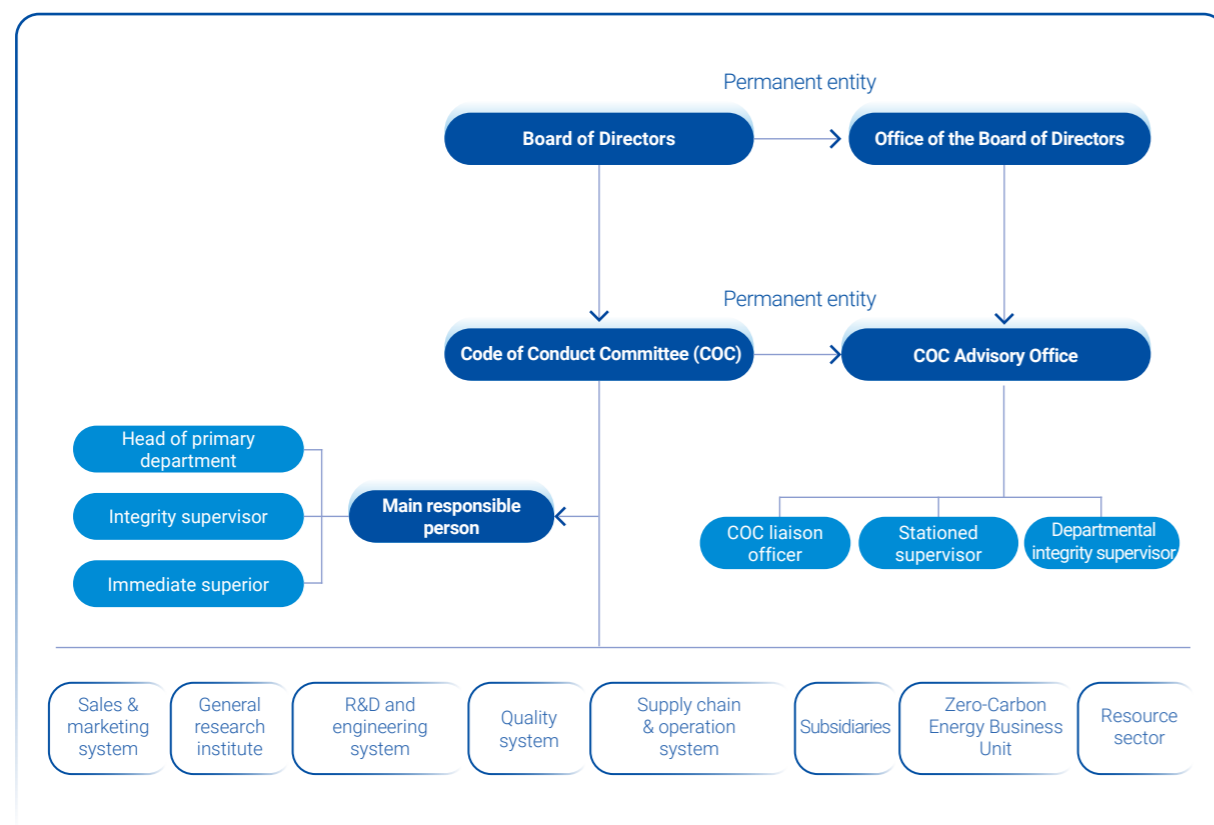 Permanent entity
Board of Directors
Office of the Board of Directors
Permanent entity
Code of Conduct Committee (COC)
COC Advisory Office
Head of primary
department
Integrity supervisor
Immediate superior
Main responsible
person
COC liaison
officer
Stationed
supervisor
Departmental
integrity supervisor
Sales &
marketing
system
General
research
institute
R&D and
engineering
system
Quality
system
Supply chain
& operation
system
Subsidiaries
Zero-Carbon
Energy Business
Unit
Resource
sector